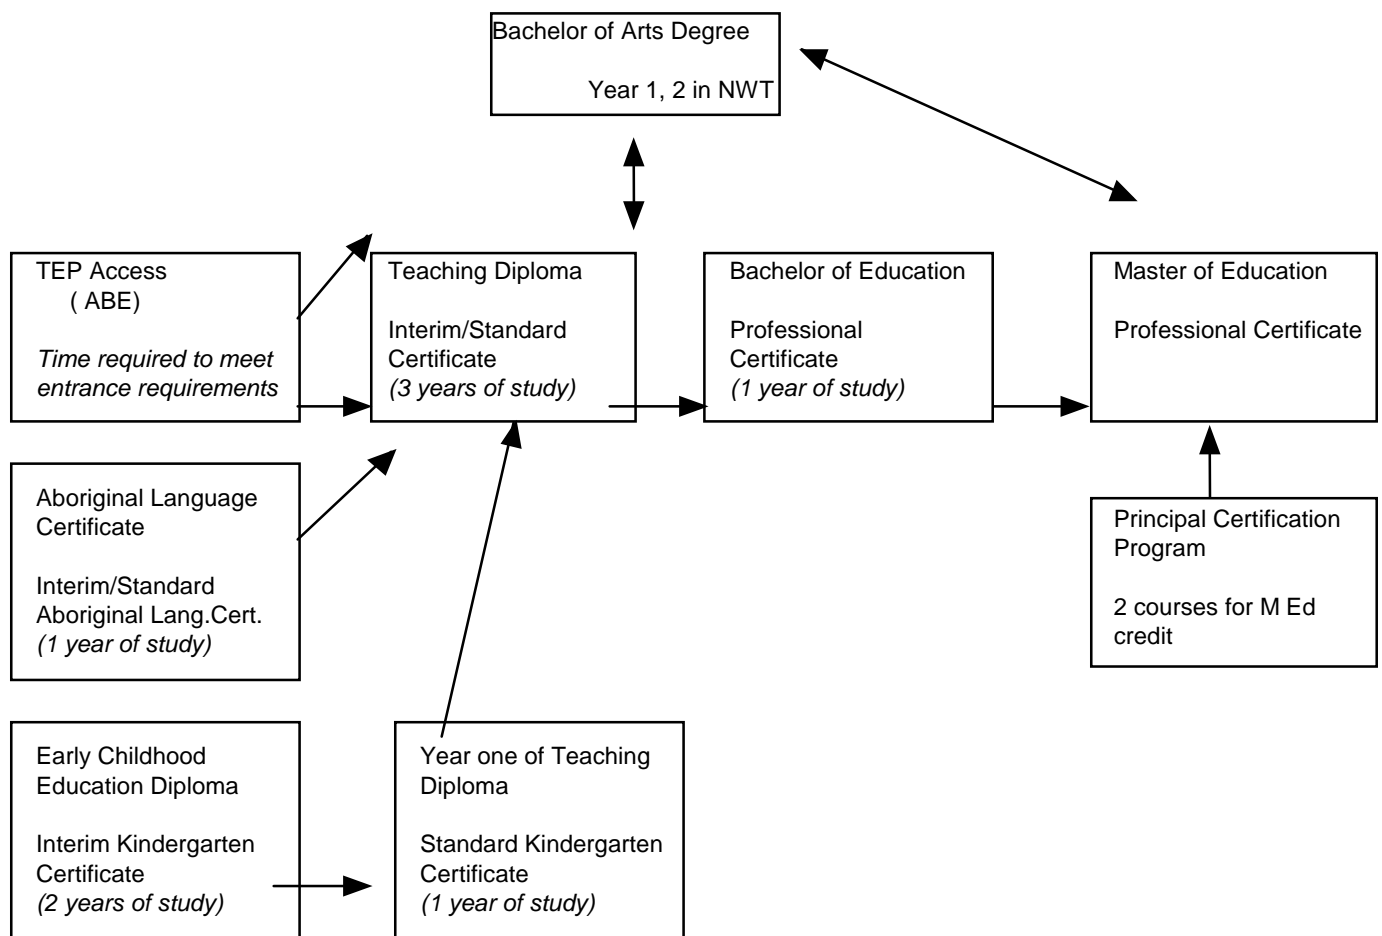 Bachelor of Arts Degree
Year 1, 2 in NWT
TEP Access
( ABE)
Time required to meet
entrance requirements
Teaching Diploma
Interim/Standard
Certificate
(3 years of study)
Bachelor of Education
Professional
Certificate
(1 year of study)
Master of Education
Professional Certificate
Aboriginal Language
Certificate
Interim/Standard
Aboriginal Lang.Cert.
(1 year of study)
Principal Certification
Program
2 courses for M Ed
credit
Early Childhood
Education Diploma
Interim Kindergarten
Certificate
(2 years of study)
Year one of Teaching
Diploma
Standard Kindergarten
Certificate
(1 year of study)